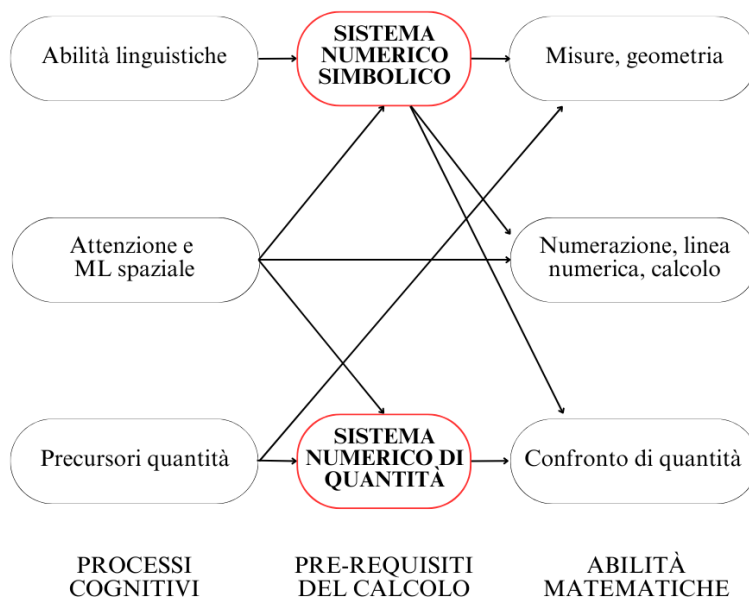 Abilità linguistiche
SISTEMA
NUMERICO
SIMBOLICO
Misure, geometria
Attenzione e
ML spaziale
Numerazione, linea
numerica, calcolo
Precursori quantità
SISTEMA
NUMERICO DI
QUANTITÀ
Confronto di quantità
PROCESSI
COGNITIVI
PRE-REQUISITI
DEL CALCOLO
ABILITÀ
MATEMATICHE